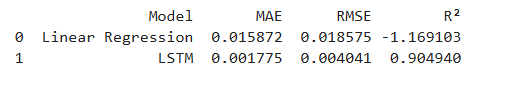 Model MAE RMSE R²
0 Linear Regression 0.015872 0.018575 -1.169103
1 LSTM 0.001775 0.004041 0.904940